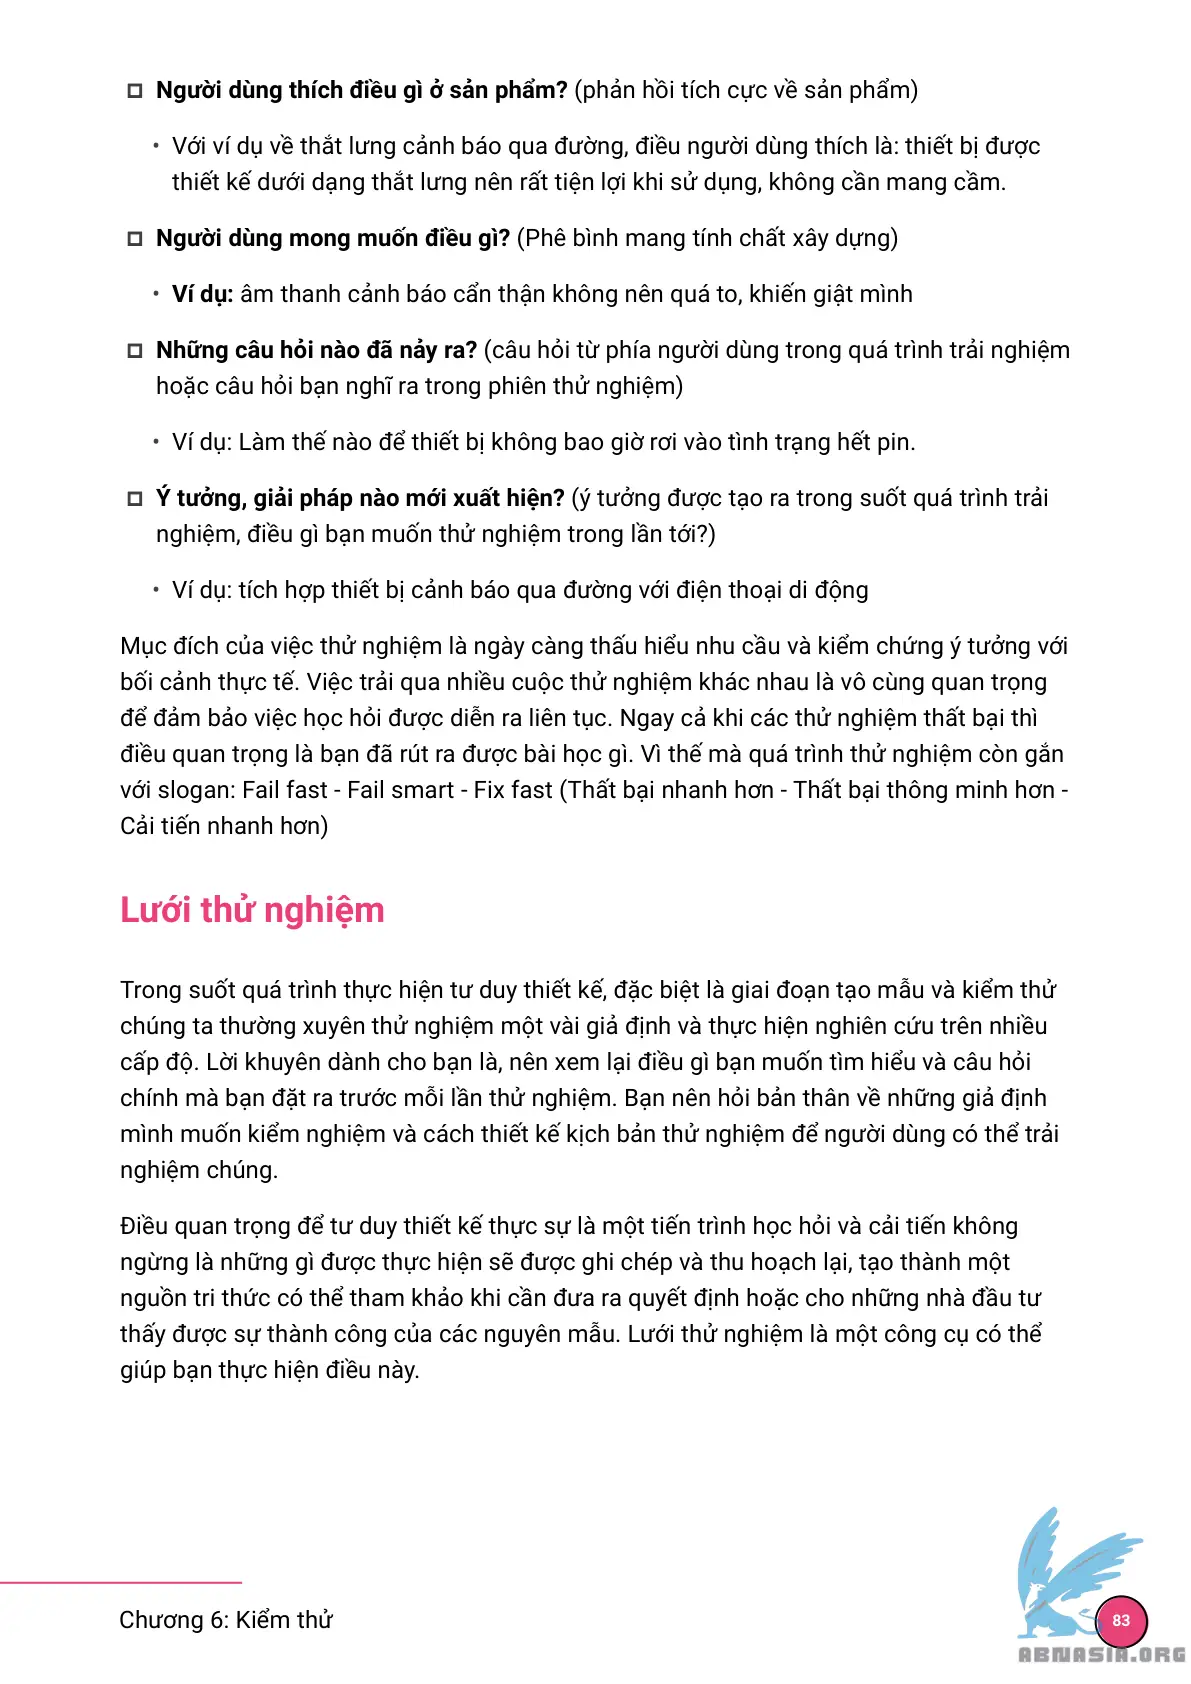 Người dùng thích điều gì ở sản phẩm? (phản hồi tích cực về sản phẩm)
• Với ví dụ về thắt lưng cảnh báo qua đường, điều người dùng thích là: thiết bị được
thiết kế dưới dạng thắt lưng nên rất tiện lợi khi sử dụng, không cần mang cầm.
Người dùng mong muốn điều gì? (Phê bình mang tính chất xây dựng)
• Ví dụ: âm thanh cảnh báo cẩn thận không nên quá to, khiến giật mình
Những câu hỏi nào đã nảy ra? (câu hỏi từ phía người dùng trong quá trình trải nghiệm
hoặc câu hỏi bạn nghĩ ra trong phiên thử nghiệm)
• Ví dụ: Làm thế nào để thiết bị không bao giờ rơi vào tình trạng hết pin.
Ý tưởng, giải pháp nào mới xuất hiện? (ý tưởng được tạo ra trong suốt quá trình trải
nghiệm, điều gì bạn muốn thử nghiệm trong lần tới?)
• Ví dụ: tích hợp thiết bị cảnh báo qua đường với điện thoại di động
Mục đích của việc thử nghiệm là ngày càng thấu hiểu nhu cầu và kiểm chứng ý tưởng với
bối cảnh thực tế. Việc trải qua nhiều cuộc thử nghiệm khác nhau là vô cùng quan trọng
để đảm bảo việc học hỏi được diễn ra liên tục. Ngay cả khi các thử nghiệm thất bại thì
điều quan trọng là bạn đã rút ra được bài học gì. Vì thế mà quá trình thử nghiệm còn gắn
với slogan: Fail fast - Fail smart - Fix fast (Thất bại nhanh hơn - Thất bại thông minh hơn -
Cải tiến nhanh hơn)
Lưới thử nghiệm
Trong suốt quá trình thực hiện tư duy thiết kế, đặc biệt là giai đoạn tạo mẫu và kiểm thử
chúng ta thường xuyên thử nghiệm một vài giả định và thực hiện nghiên cứu trên nhiều
cấp độ. Lời khuyên dành cho bạn là, nên xem lại điều gì bạn muốn tìm hiểu và câu hỏi
chính mà bạn đặt ra trước mỗi lần thử nghiệm. Bạn nên hỏi bản thân về những giả định
mình muốn kiểm nghiệm và cách thiết kế kịch bản thử nghiệm để người dùng có thể trải
nghiệm chúng.
Điều quan trọng để tư duy thiết kế thực sự là một tiến trình học hỏi và cải tiến không
ngừng là những gì được thực hiện sẽ được ghi chép và thu hoạch lại, tạo thành một
nguồn tri thức có thể tham khảo khi cần đưa ra quyết định hoặc cho những nhà đầu tư
thấy được sự thành công của các nguyên mẫu. Lưới thử nghiệm là một công cụ có thể
giúp bạn thực hiện điều này.
Chương 6: Kiểm thử
83
ABNASIA.ORG